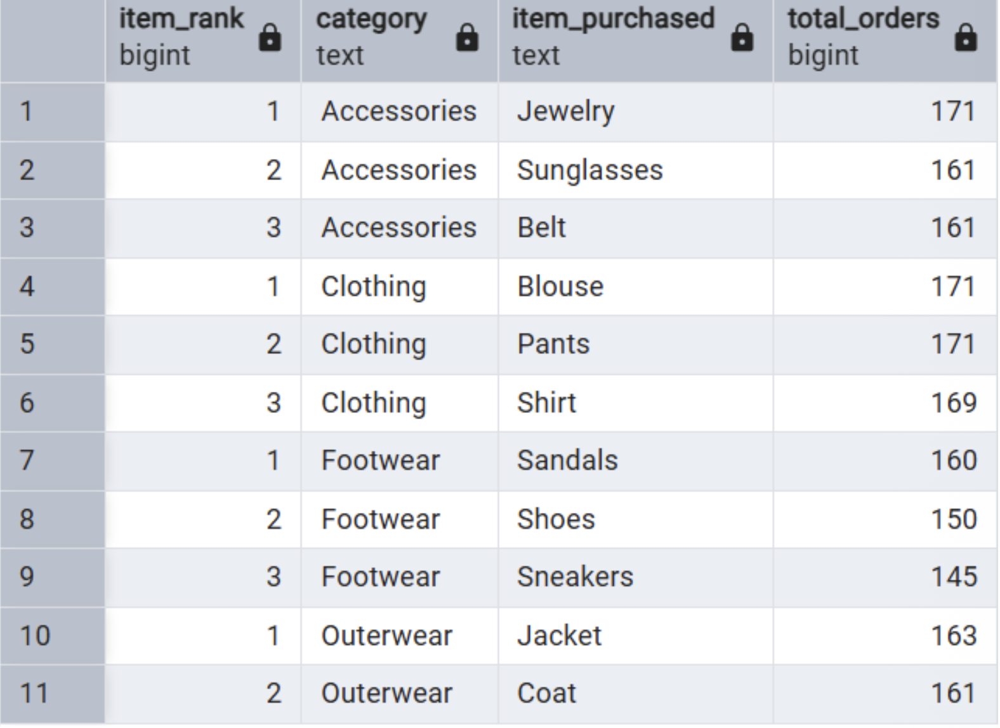 item_rank category item_purchased total_orders
bigint text text bigint
1 1 Accessories Jewelry 171
2 2 Accessories Sunglasses 161
3 3 Accessories Belt 161
4 1 Clothing Blouse 171
5 2 Clothing Pants 171
6 3 Clothing Shirt 169
7 1 Footwear Sandals 160
8 2 Footwear Shoes 150
9 3 Footwear Sneakers 145
10 1 Outerwear Jacket 163
11 2 Outerwear Coat 161